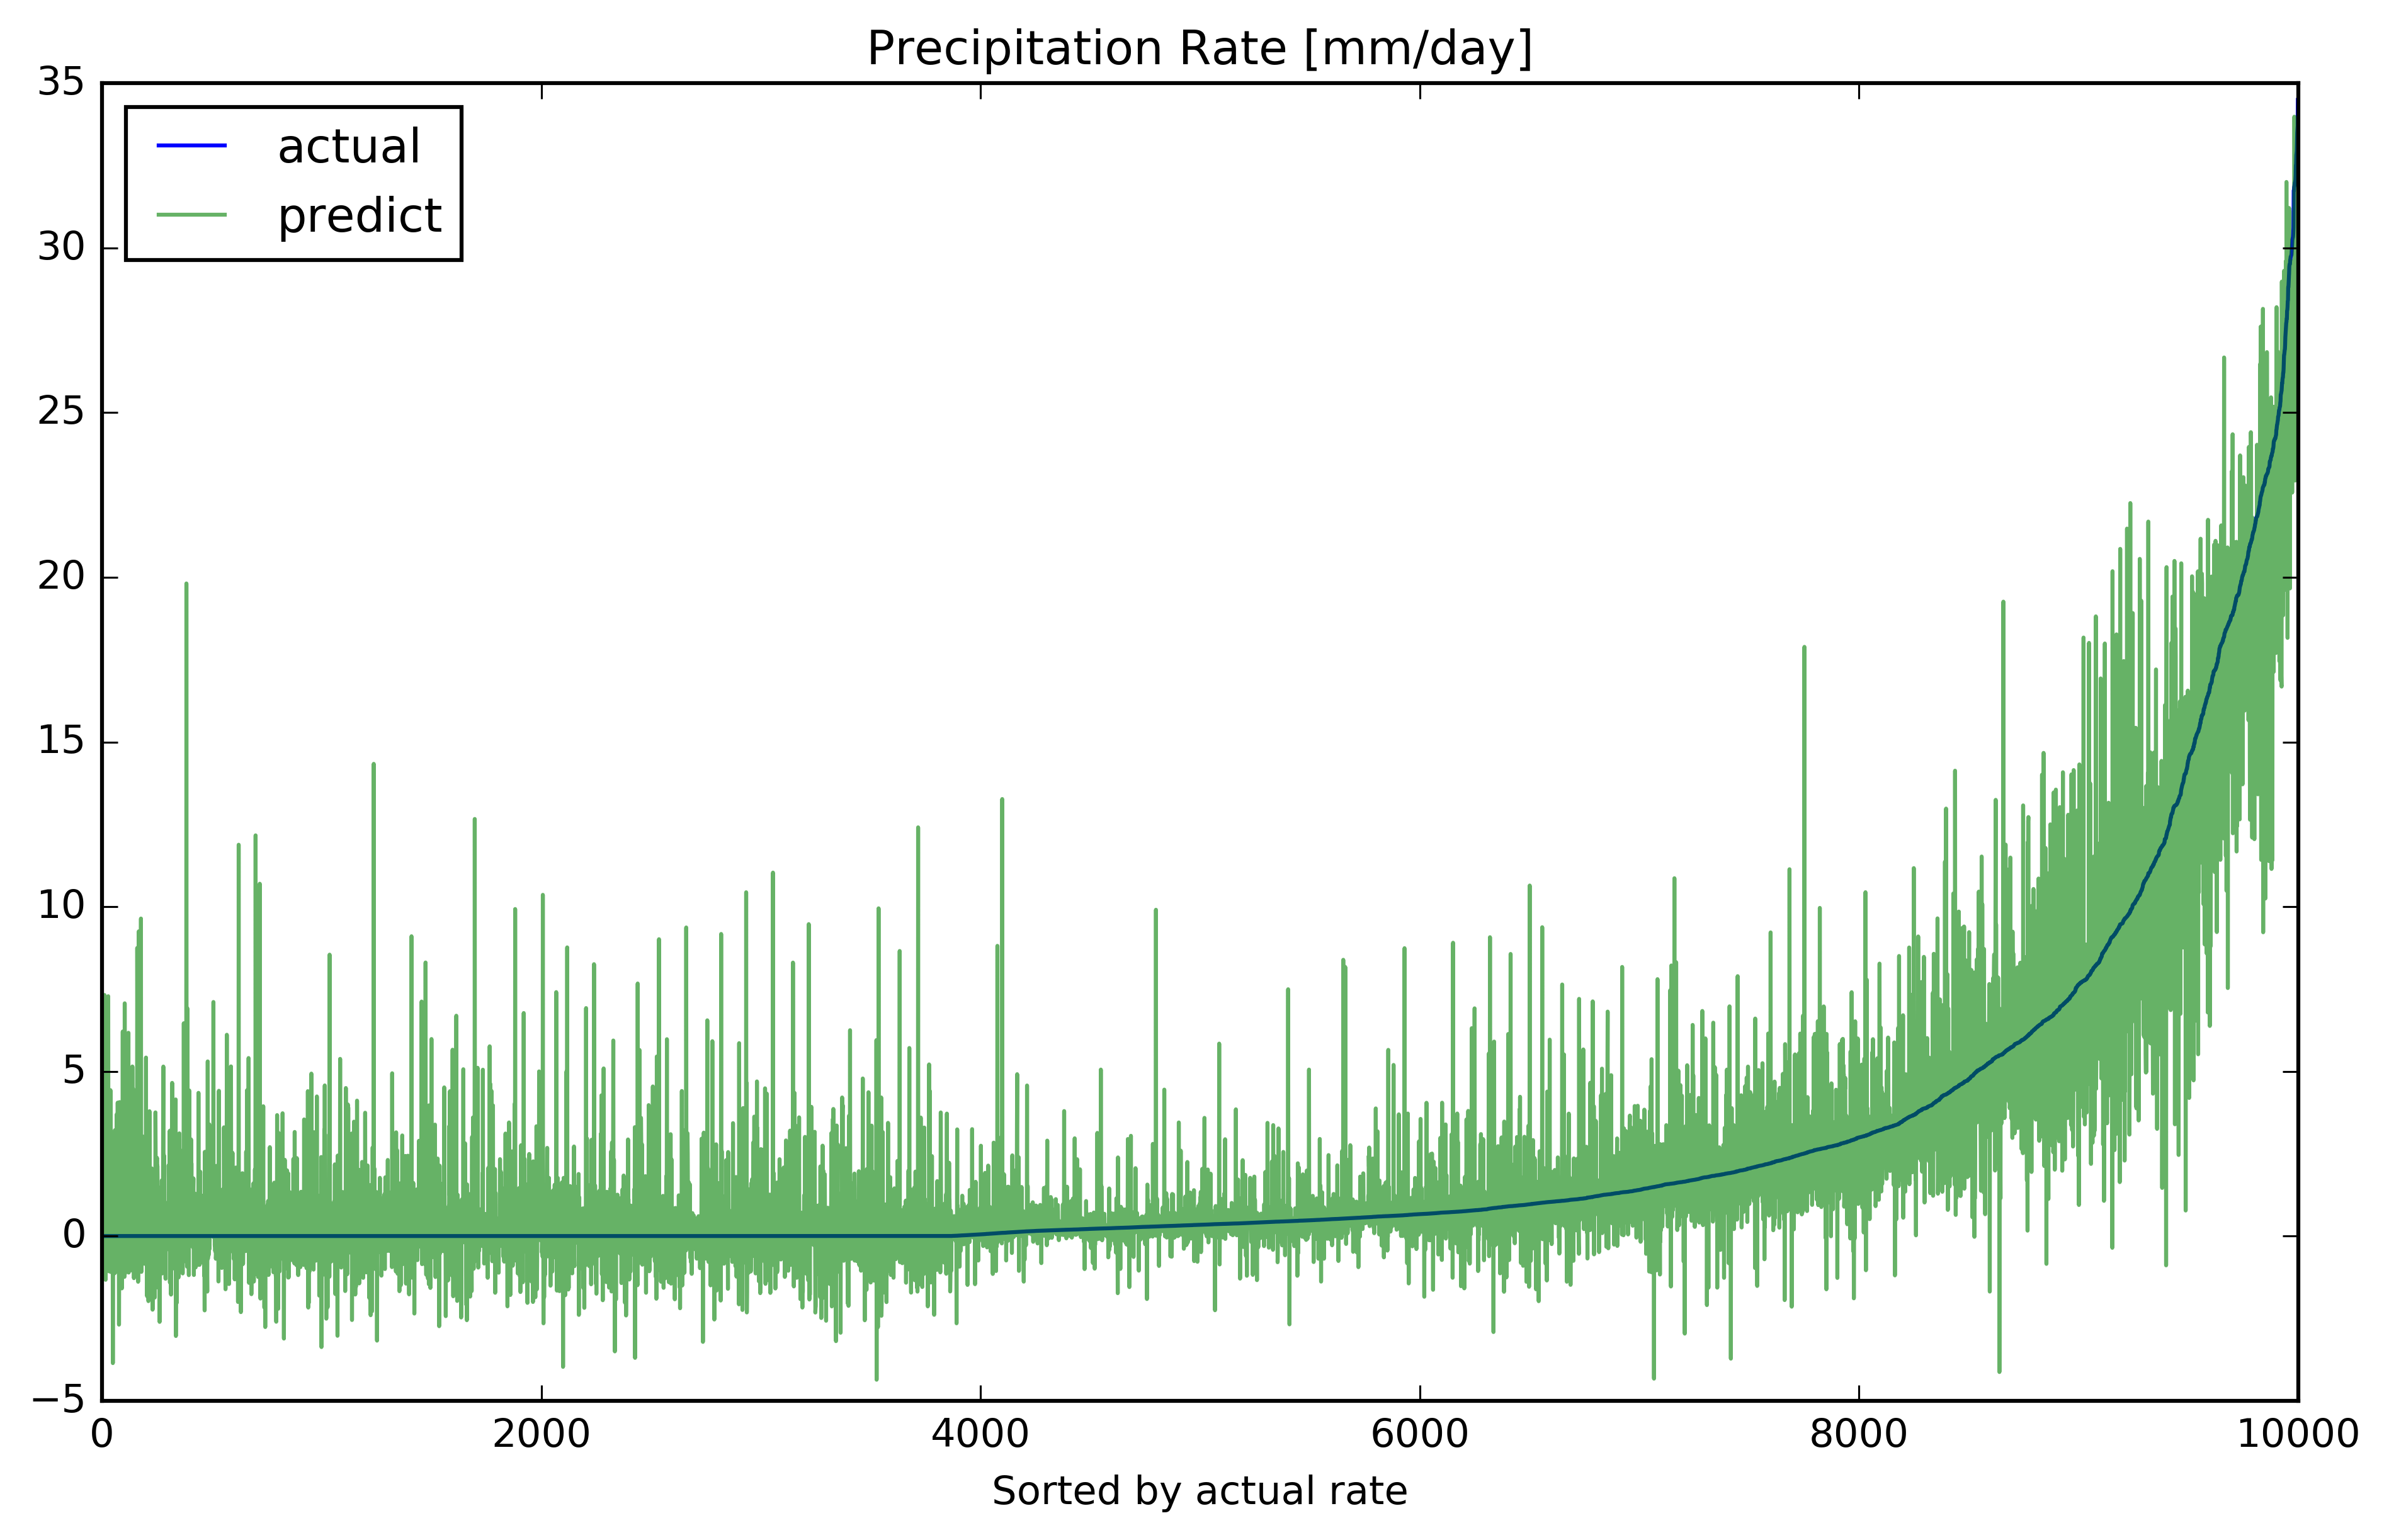 Precipitation Rate [mm/day]
35
30
25
20
15
10
5
0
−5
actual
predict
0 2000 4000 6000 8000 10000
Sorted by actual rate